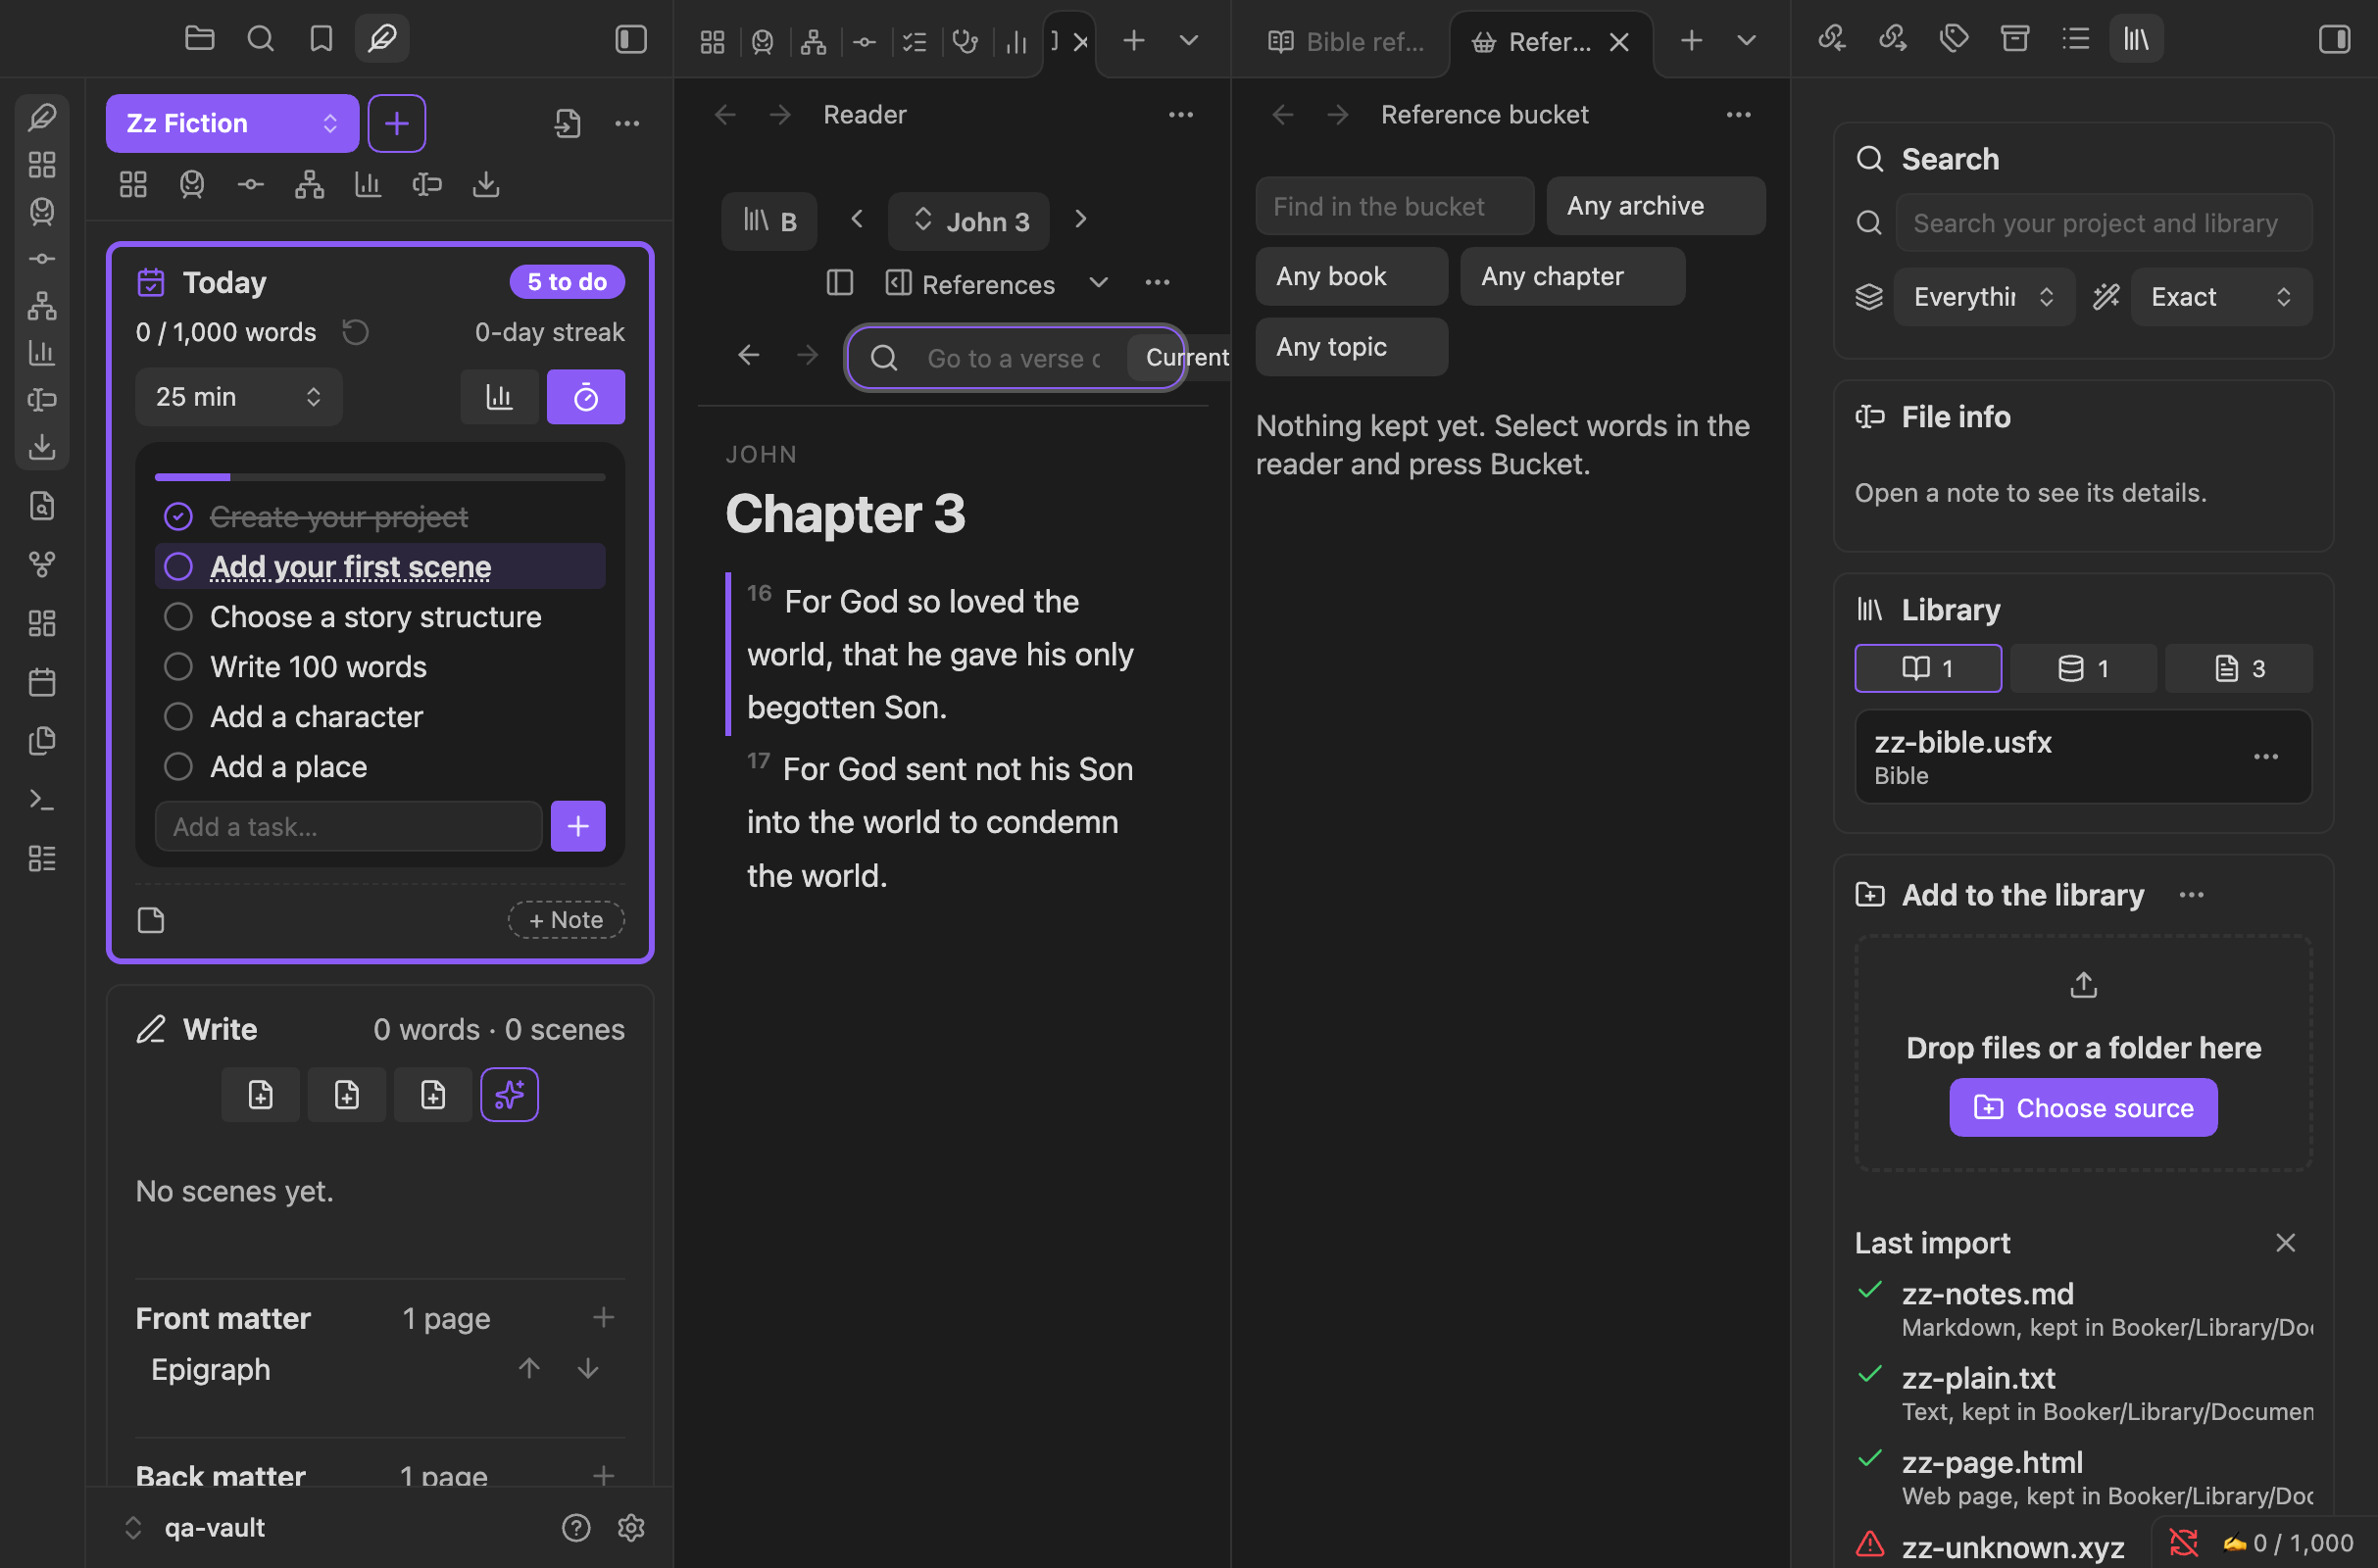 Zz Fiction
Today
5 to do
0 / 1,000 words
0-day streak
25 min
Create your project
Add your first scene
Choose a story structure
Write 100 words
Add a character
Add a place
Add a task...
+ Note
Write
0 words · 0 scenes
No scenes yet.
Front matter
1 page
Epigraph
Back matter
1 page
qa-vault
Reader
B
John 3
References
Go to a verse
Current
JOHN
Chapter 3
16 For God so loved the
world, that he gave his only
begotten Son.
17 For God sent not his Son
into the world to condemn
the world.
Bible ref...
Refer...
Reference bucket
Find in the bucket
Any archive
Any book
Any chapter
Any topic
Nothing kept yet. Select words in the
reader and press Bucket.
Search
Search your project and library
Everythir
Exact
File info
Open a note to see its details.
Library
1
1
3
zz-bible.usfx
Bible
Add to the library
Drop files or a folder here
Choose source
Last import
zz-notes.md
Markdown, kept in Booker/Library/Do
zz-plain.txt
Text, kept in Booker/Library/Documen
zz-page.html
Web page, kept in Booker/Library/Doc
zz-unknown.xyz
0 / 1,000